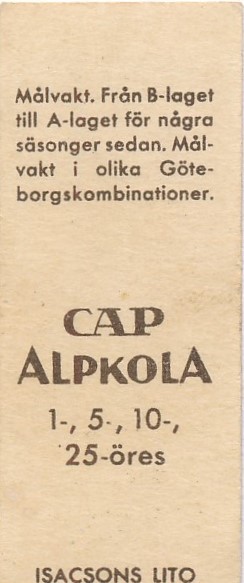 Målvakt. Från B-laget
till A-laget för några
säsonger sedan. Mål-
vakt i olika Göte-
borgskombinationer.
CAP
ALPKOLA
1-, 5-, 10-,
25-öres
ISACSONS LITO